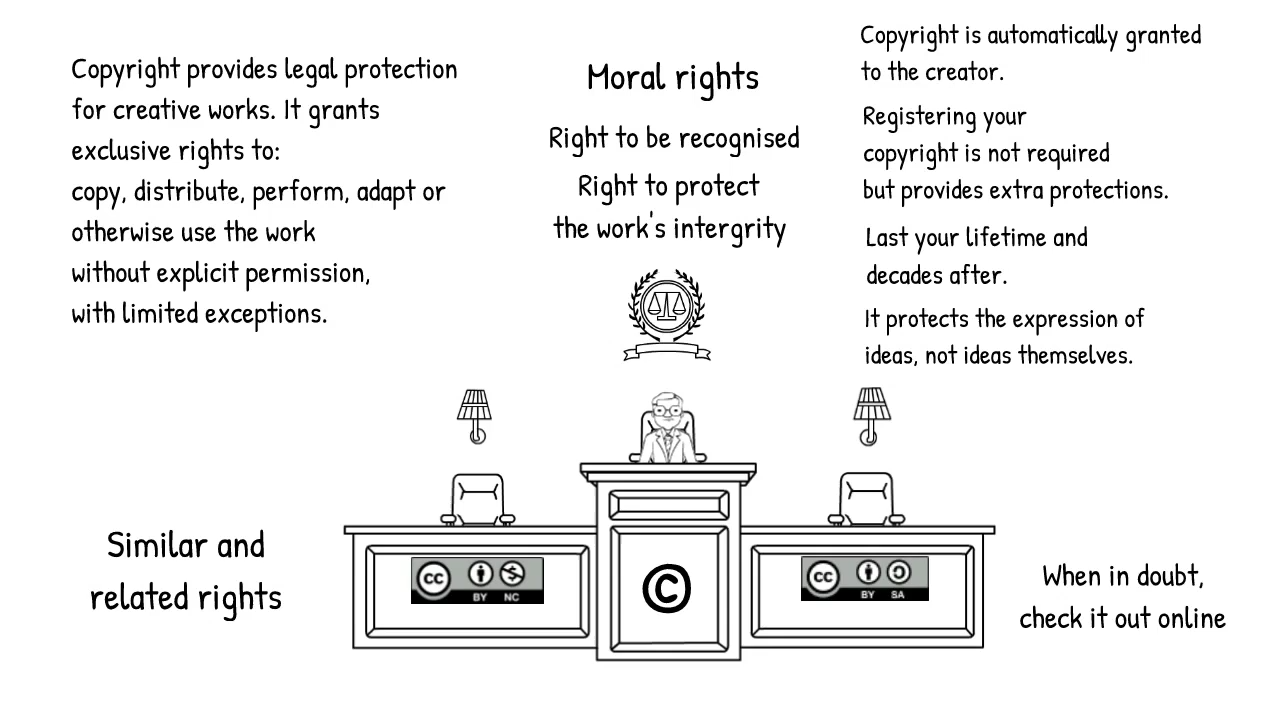 Copyright provides legal protection
for creative works. It grants
exclusive rights to:
copy, distribute, perform, adapt or
otherwise use the work
without explicit permission,
with limited exceptions.
Moral rights
Right to be recognised
Right to protect
the work's intergrity
Copyright is automatically granted
to the creator.
Registering your
copyright is not required
but provides extra protections.
Last your lifetime and
decades after.
It protects the expression of
ideas, not ideas themselves.
Similar and
related rights
cc
BY NC
©
cc
BY SA
When in doubt,
check it out online